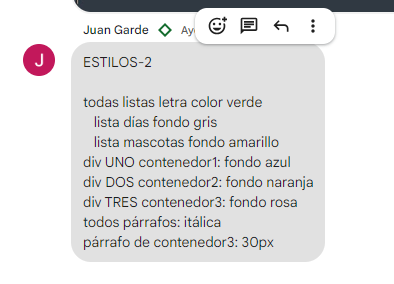 Juan Garde
J
ESTILOS-2
todas listas letra color verde
lista días fondo gris
lista mascotas fondo amarillo
div UNO contenedor1: fondo azul
div DOS contenedor2: fondo naranja
div TRES contenedor3: fondo rosa
todos párrafos: itálica
párrafo de contenedor3: 30px